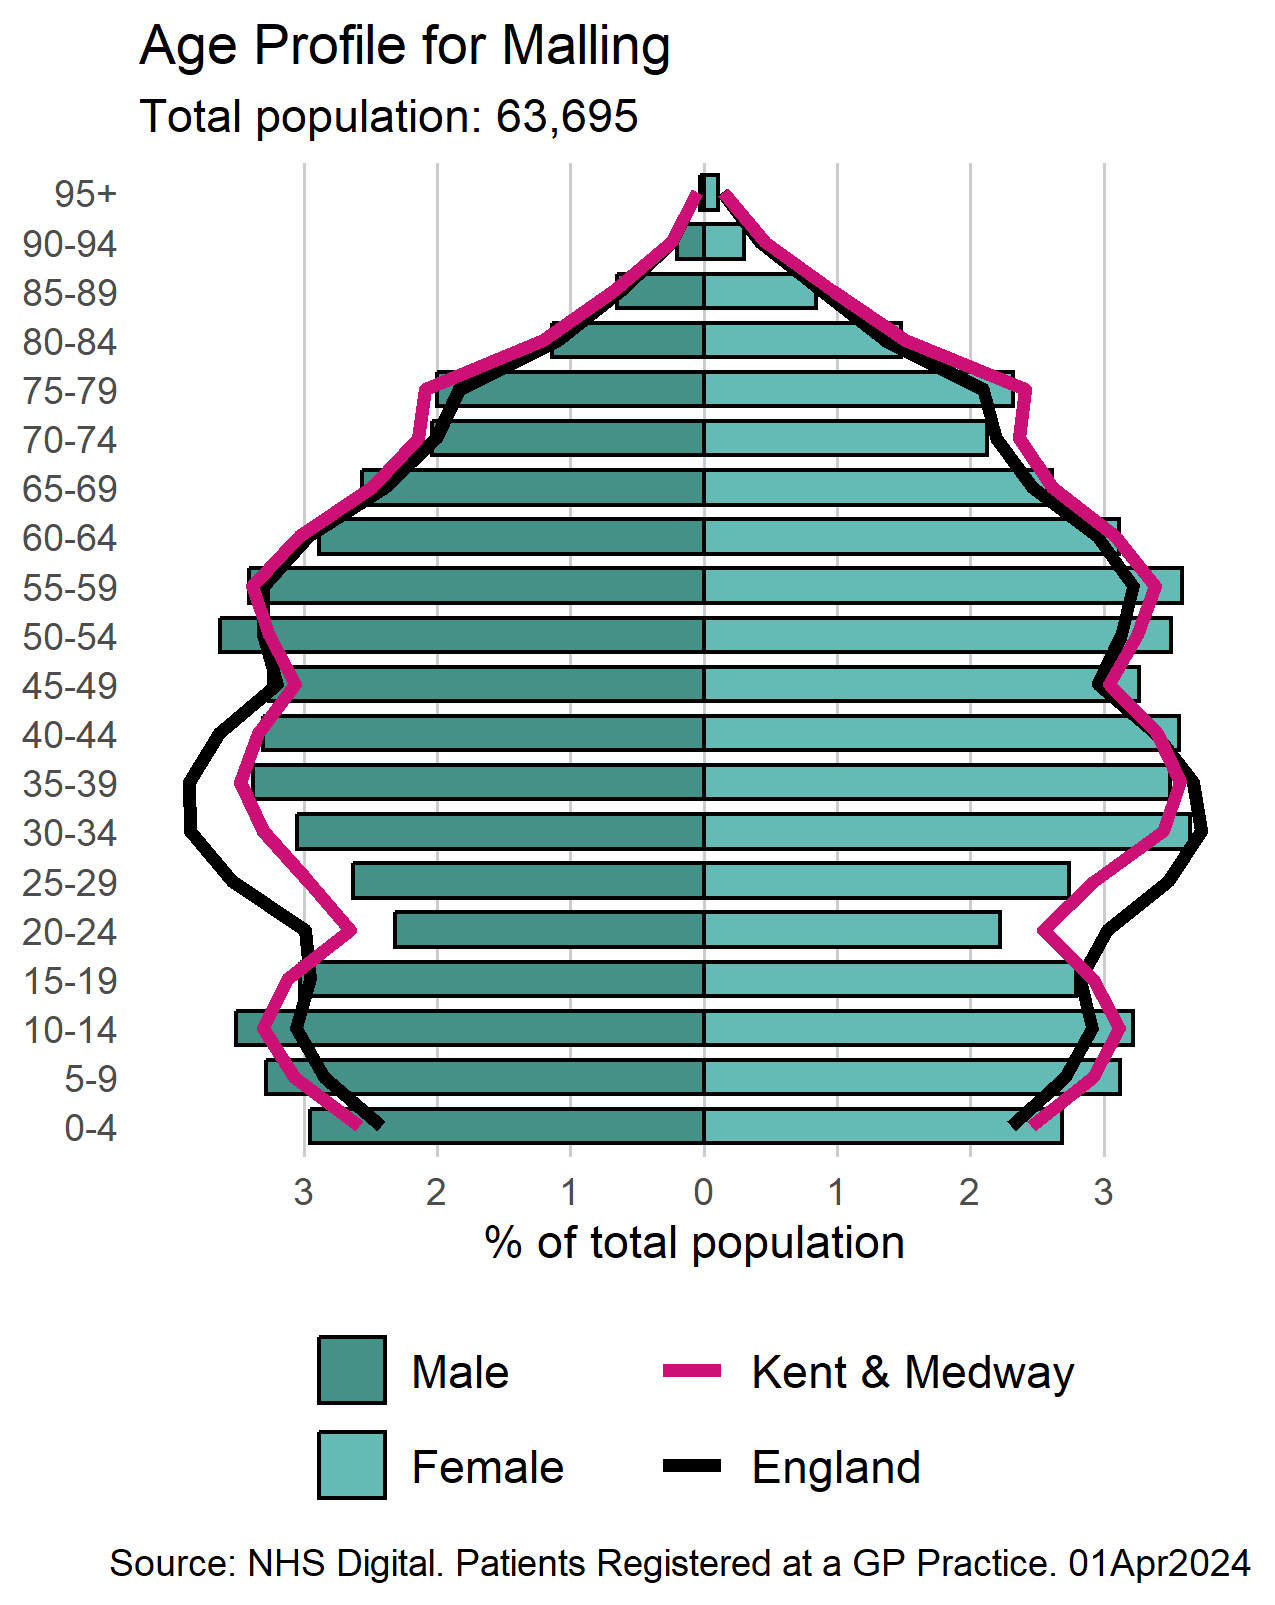 Age Profile for Malling
Total population: 63,695
95+
90-94
85-89
80-84
75-79
70-74
65-69
60-64
55-59
50-54
45-49
40-44
35-39
30-34
25-29
20-24
15-19
10-14
5-9
0-4
3 2 1 0 1 2 3
% of total population
Male Kent & Medway
Female England
Source: NHS Digital. Patients Registered at a GP Practice. 01Apr2024